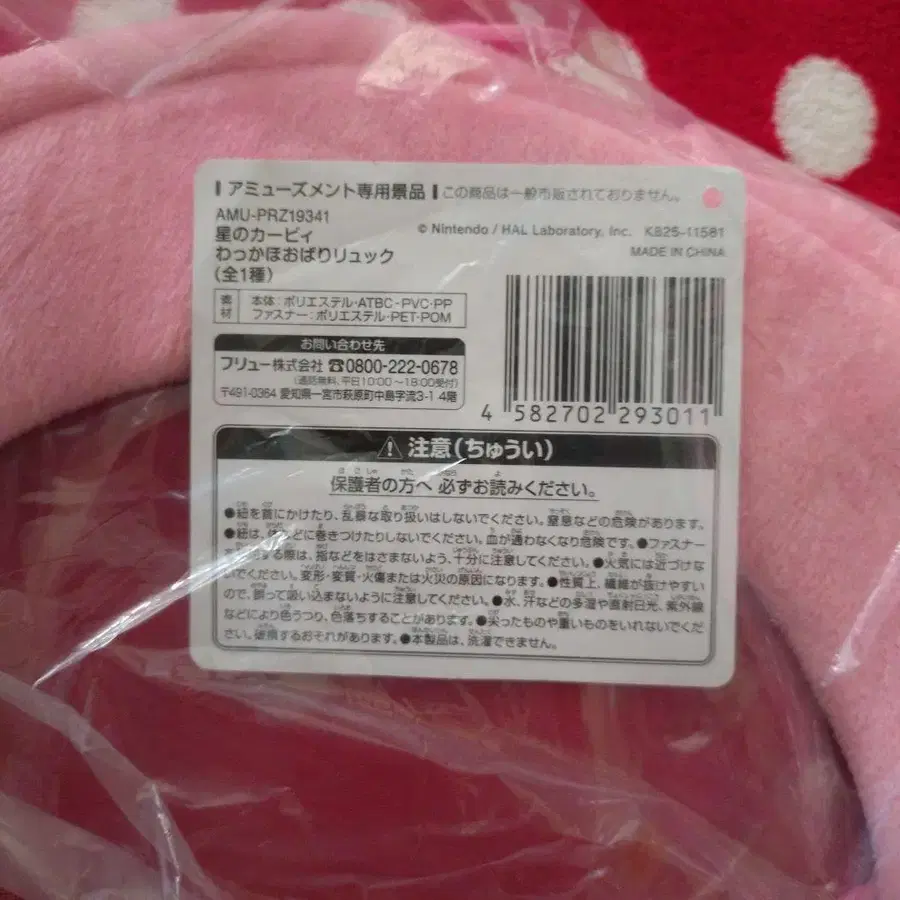 アミューズメント専用景品 この商品は一般市販されておりません。
AMU-PRZ19341
星のカービィ
わっかほおばりリュック
(全1種)
© Nintendo / HAL Laboratory, Inc. KB25-11581
MADE IN CHINA
素材 本体:ポリエステル・ATBC-PVC・PP
ファスナー:ポリエステル・PET・POM
お問い合わせ先
フリュー株式会社 ☎0800-222-0678
(通話無料、平日10:00〜18:00受付)
〒491-0364 愛知県一宮市萩原町中島字流3-1 4階
4 582702 293011
⚠ 注意(ちゅうい)
保護者の方へ 必ずお読みください。
●紐を首にかけたり、乱暴な取り扱いはしないでください。窒息などの危険があります。
●紐は、 などに巻きつけたりしないでください。血が通わなくなり危険です。●ファスナー
する際は、指などをはさまないよう、十分に注意してください。●火気には近づけな
いでください。変形・変質・火傷または火災の原因になります。●性質上、繊維が抜けやすい
ので、誤って吸い込まないように注意してください。●水、汗などの多湿や直射日光、紫外線
などにより色うつり、色落ちすることがあります。●尖ったものや重いものをいれないでくだ
さい。破損するおそれがあります。●本製品は、洗濯できません。